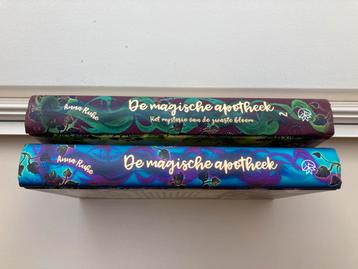 Anna Ruhe
De magische apotheek
Het mysterie van de zwarte bloem
2
Anna Ruhe
De magische apotheek